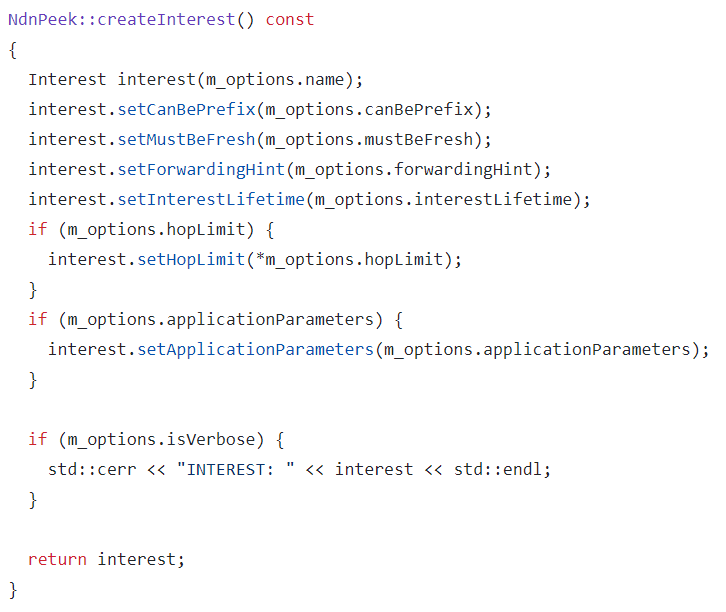 NdnPeek::createInterest() const
{
  Interest interest(m_options.name);
  interest.setCanBePrefix(m_options.canBePrefix);
  interest.setMustBeFresh(m_options.mustBeFresh);
  interest.setForwardingHint(m_options.forwardingHint);
  interest.setInterestLifetime(m_options.interestLifetime);
  if (m_options.hopLimit) {
    interest.setHopLimit(*m_options.hopLimit);
  }
  if (m_options.applicationParameters) {
    interest.setApplicationParameters(m_options.applicationParameters);
  }

  if (m_options.isVerbose) {
    std::cerr << "INTEREST: " << interest << std::endl;
  }

  return interest;
}